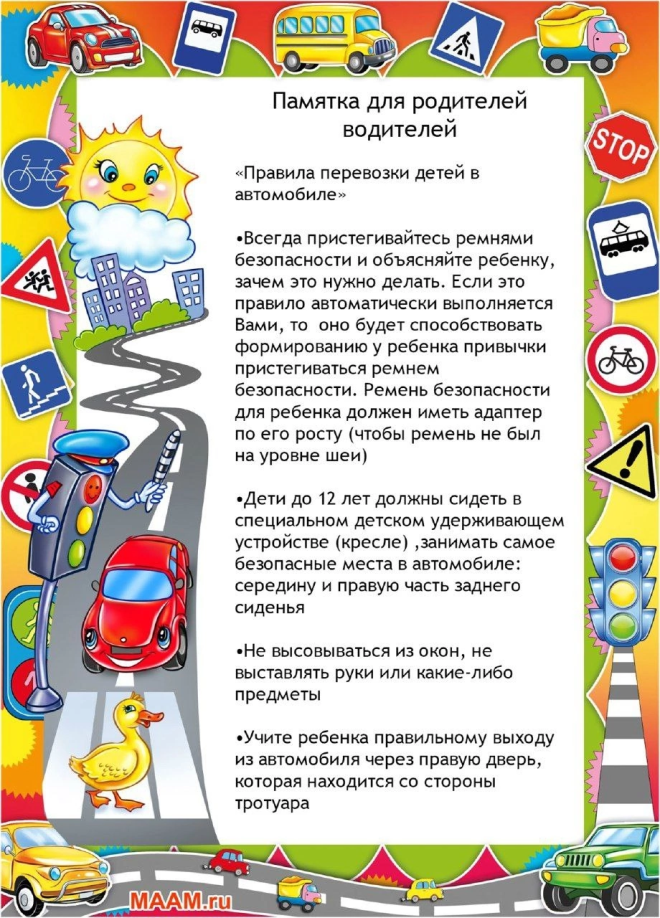 Памятка для родителей
водителей
«Правила перевозки детей в
автомобиле»
•Всегда пристегивайтесь ремнями
безопасности и объясняйте ребенку,
зачем это нужно делать. Если это
правило автоматически выполняется
Вами, то  оно будет способствовать
формированию у ребенка привычки
пристегиваться ремнем
безопасности. Ремень безопасности
для ребенка должен иметь адаптер
по его росту (чтобы ремень не был
на уровне шеи)
•Дети до 12 лет должны сидеть в
специальном детском удерживающем
устройстве (кресле) ,занимать самое
безопасные места в автомобиле:
середину и правую часть заднего
сиденья
•Не высовываться из окон, не
выставлять руки или какие-либо
предметы
•Учите ребенка правильному выходу
из автомобиля через правую дверь,
которая находится со стороны
тротуара
STOP
MAAM.ru